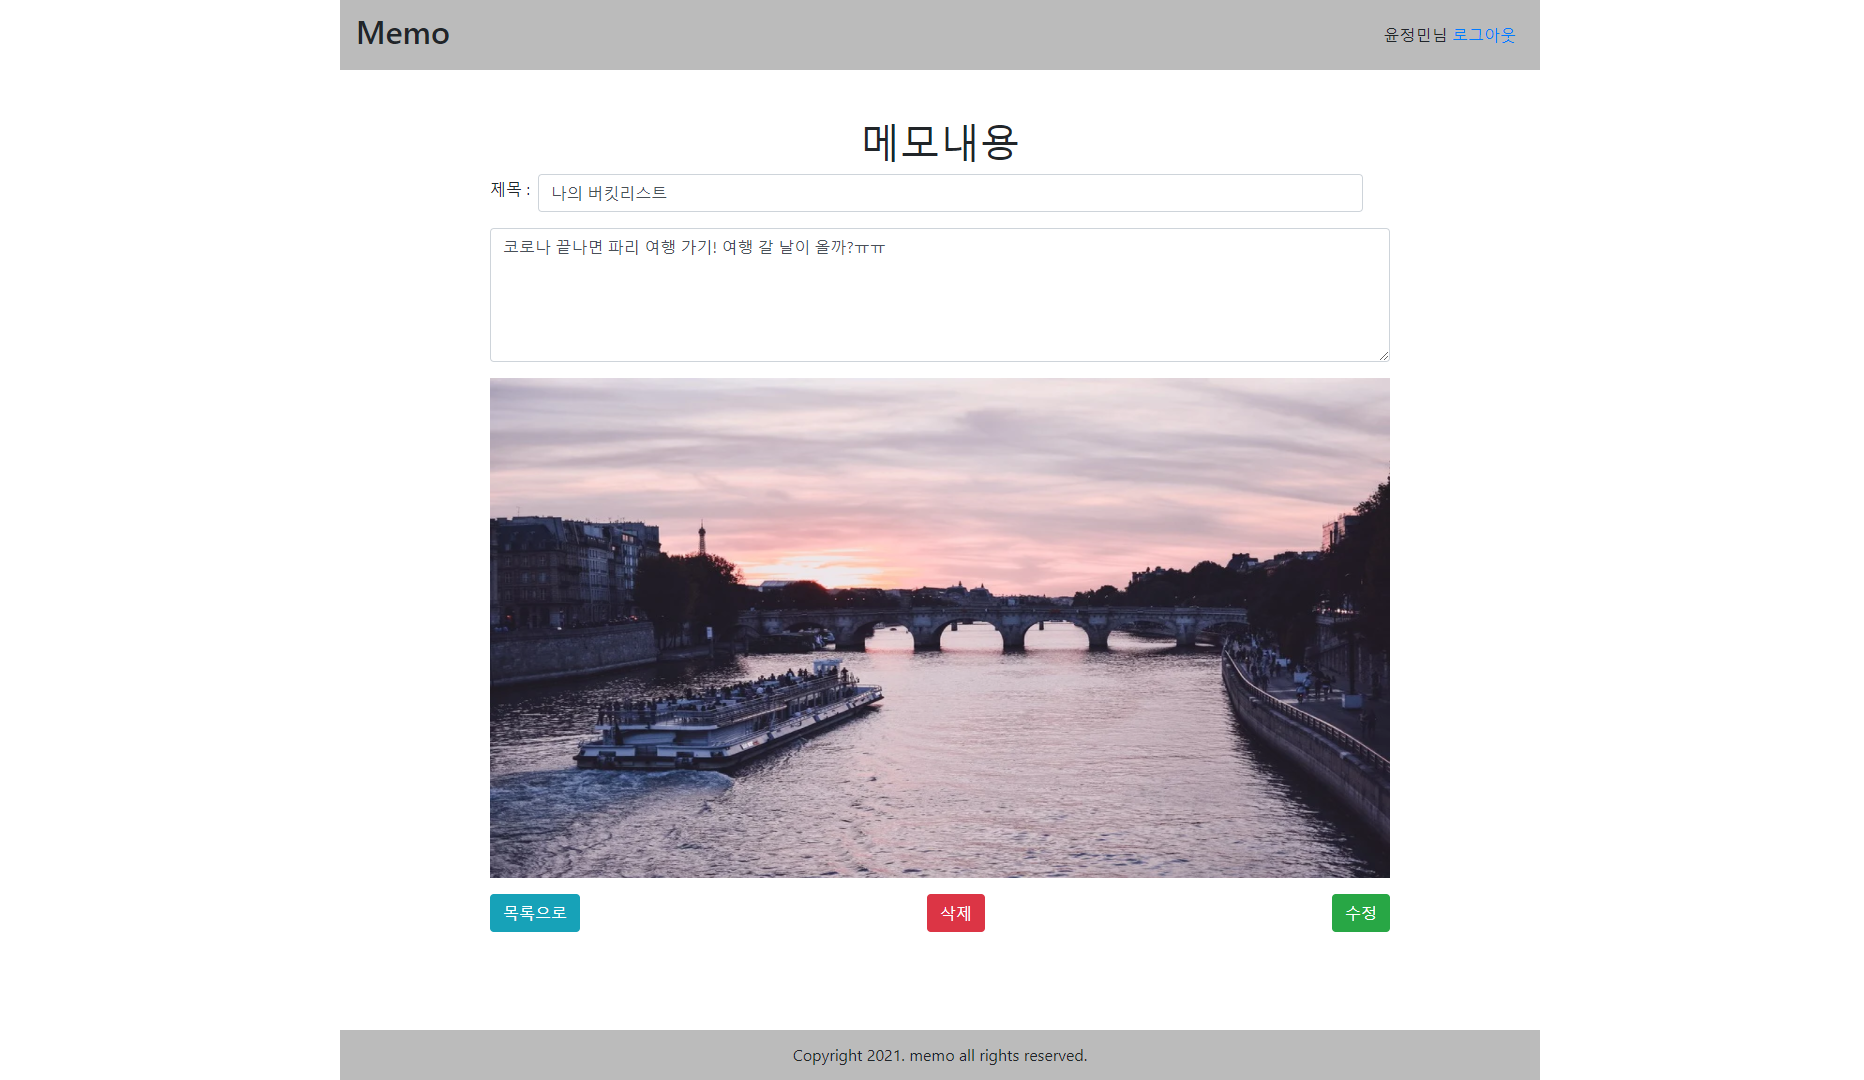 Memo
윤정민님 로그아웃
메모내용
제목 :
나의 버킷리스트
코로나 끝나면 파리 여행 가기! 여행 갈 날이 올까?ㅠㅠ
목록으로
삭제
수정
Copyright 2021. memo all rights reserved.